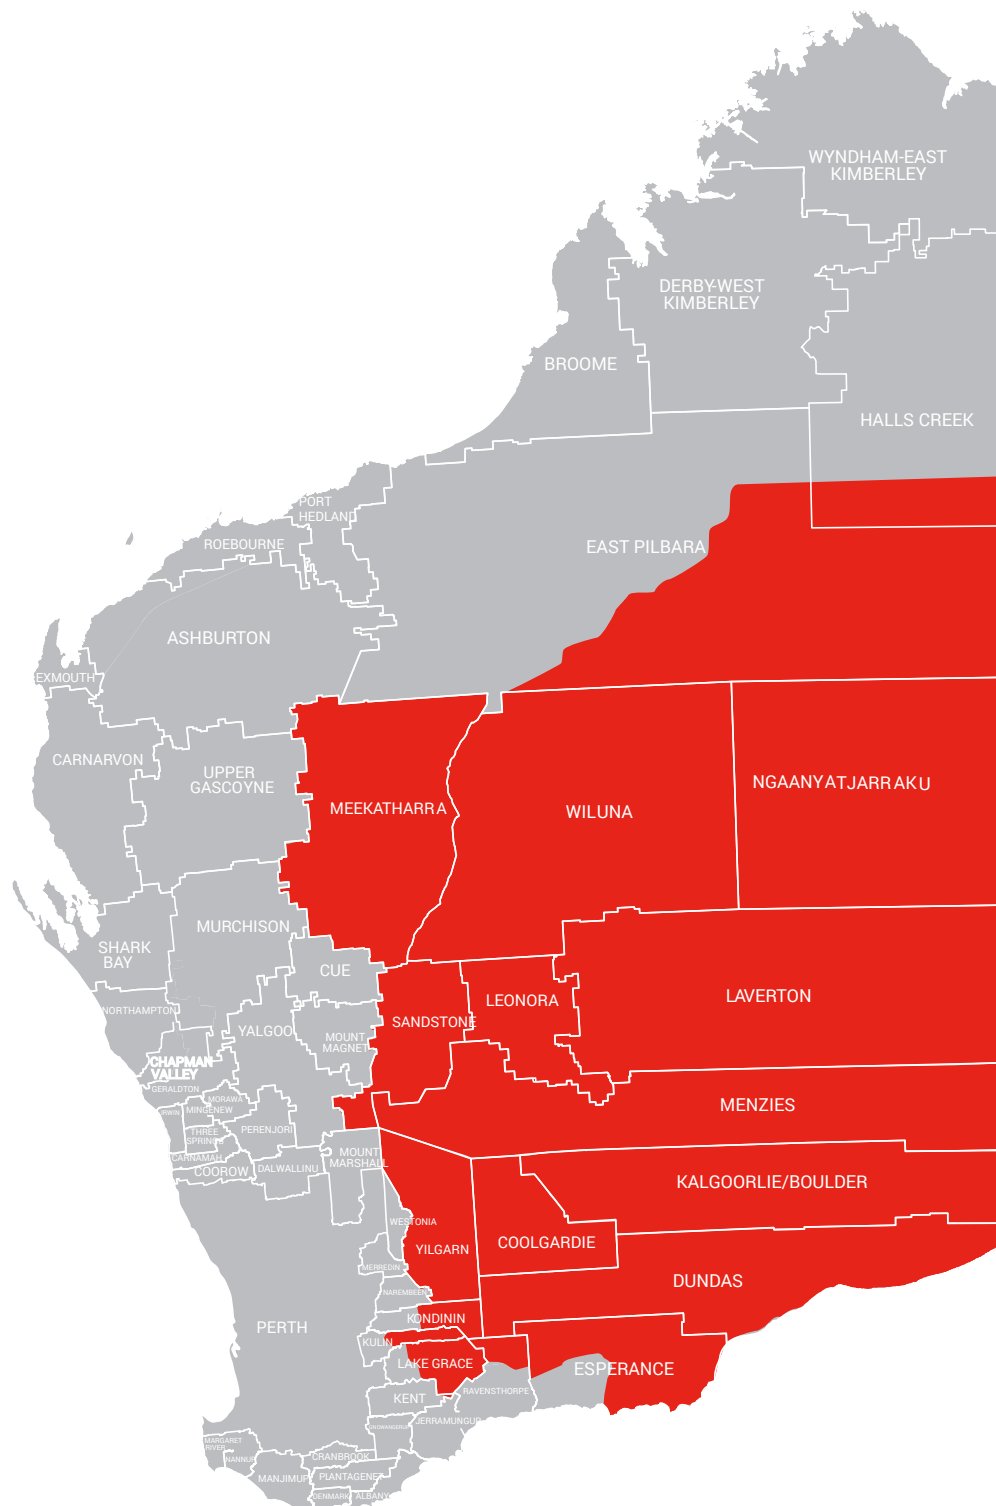 WYNDHAM-EAST
KIMBERLEY
DERBY-WEST
KIMBERLEY
BROOME
HALLS CREEK
PORT
HEDLAND
ROEBOURNE
EAST PILBARA
ASHBURTON
EXMOUTH
CARNARVON
UPPER
GASCOYNE
MEEKATHARRA
WILUNA
NGAANYATJARRAKU
MURCHISON
SHARK
BAY
CUE
LEONORA
LAVERTON
NORTHAMPTON
YALGOO
MOUNT
MAGNET
SANDSTONE
CHAPMAN
VALLEY
GERALDTON
MORAWA
MINGENEW
IRWIN
MENZIES
THREE
SPRINGS
PERENJORI
CARNAMAH
COOROW
DALWALLINU
MOUNT
MARSHALL
KALGOORLIE/BOULDER
WESTONIA
YILGARN
COOLGARDIE
MERREDIN
DUNDAS
NAREMBEEN
KONDININ
PERTH
KULIN
LAKE GRACE
ESPERANCE
KENT
RAVENSTHORPE
GNOWANGERUP
JERRAMUNGUP
MARGARET
RIVER
NANNUP
CRANBROOK
MANJIMUP
PLANTAGENET
DENMARK
ALBANY